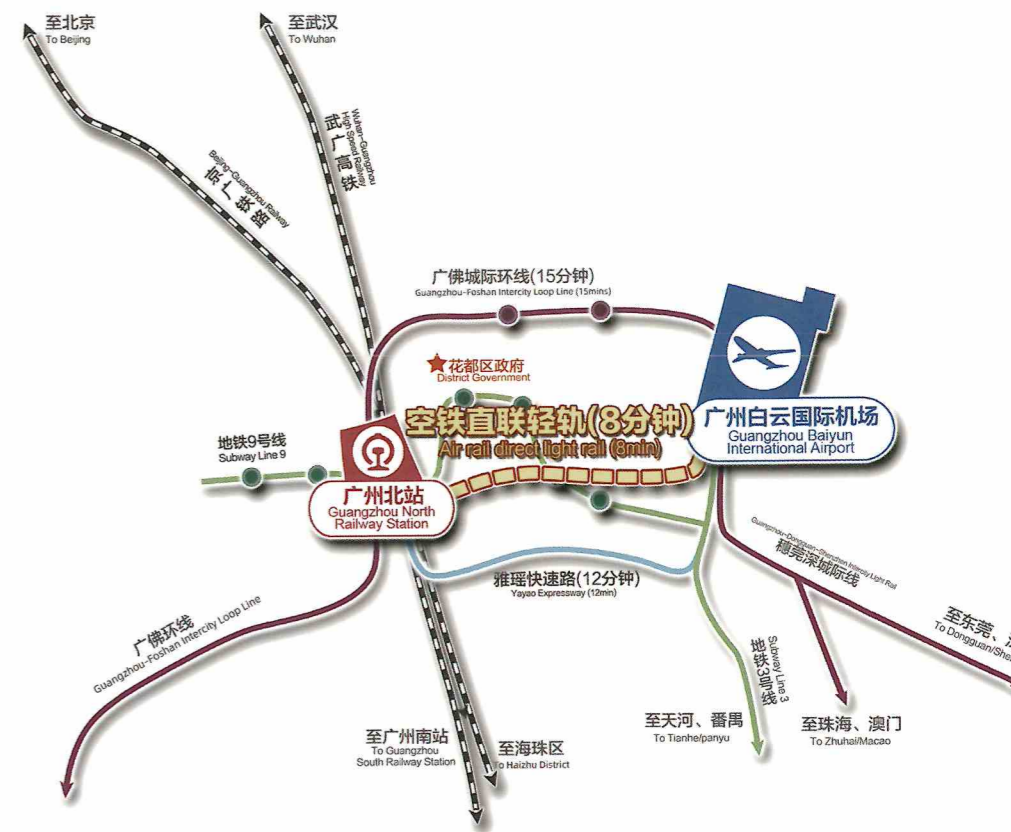 至北京
To Beijing
至武汉
To Wuhan
Wuhan-Guangzhou
High Speed Railway
武广高铁
Beijing-Guangzhou Railway
京广铁路
广佛城际环线(15分钟)
Guangzhou-Foshan Intercity Loop Line (15mins)
花都区政府
District Government
空铁直联轻轨(8分钟)
Air rail direct light rail (8min)
广州白云国际机场
Guangzhou Baiyun
International Airport
地铁9号线
Subway Line 9
广州北站
Guangzhou North
Railway Station
Guangzhou-Dongguan-Shenzhen Intercity Light Rail
穗莞深城际线
雅瑶快速路(12分钟)
Yayao Expressway (12min)
广佛环线
Guangzhou-Foshan Intercity Loop Line
至东莞、
To Dongguan/She
Subway Line 3
地铁3号线
至广州南站
To Guangzhou
South Railway Station
至海珠区
To Haizhu District
至天河、番禺
To Tianhe/panyu
至珠海、澳门
To Zhuhai/Macao